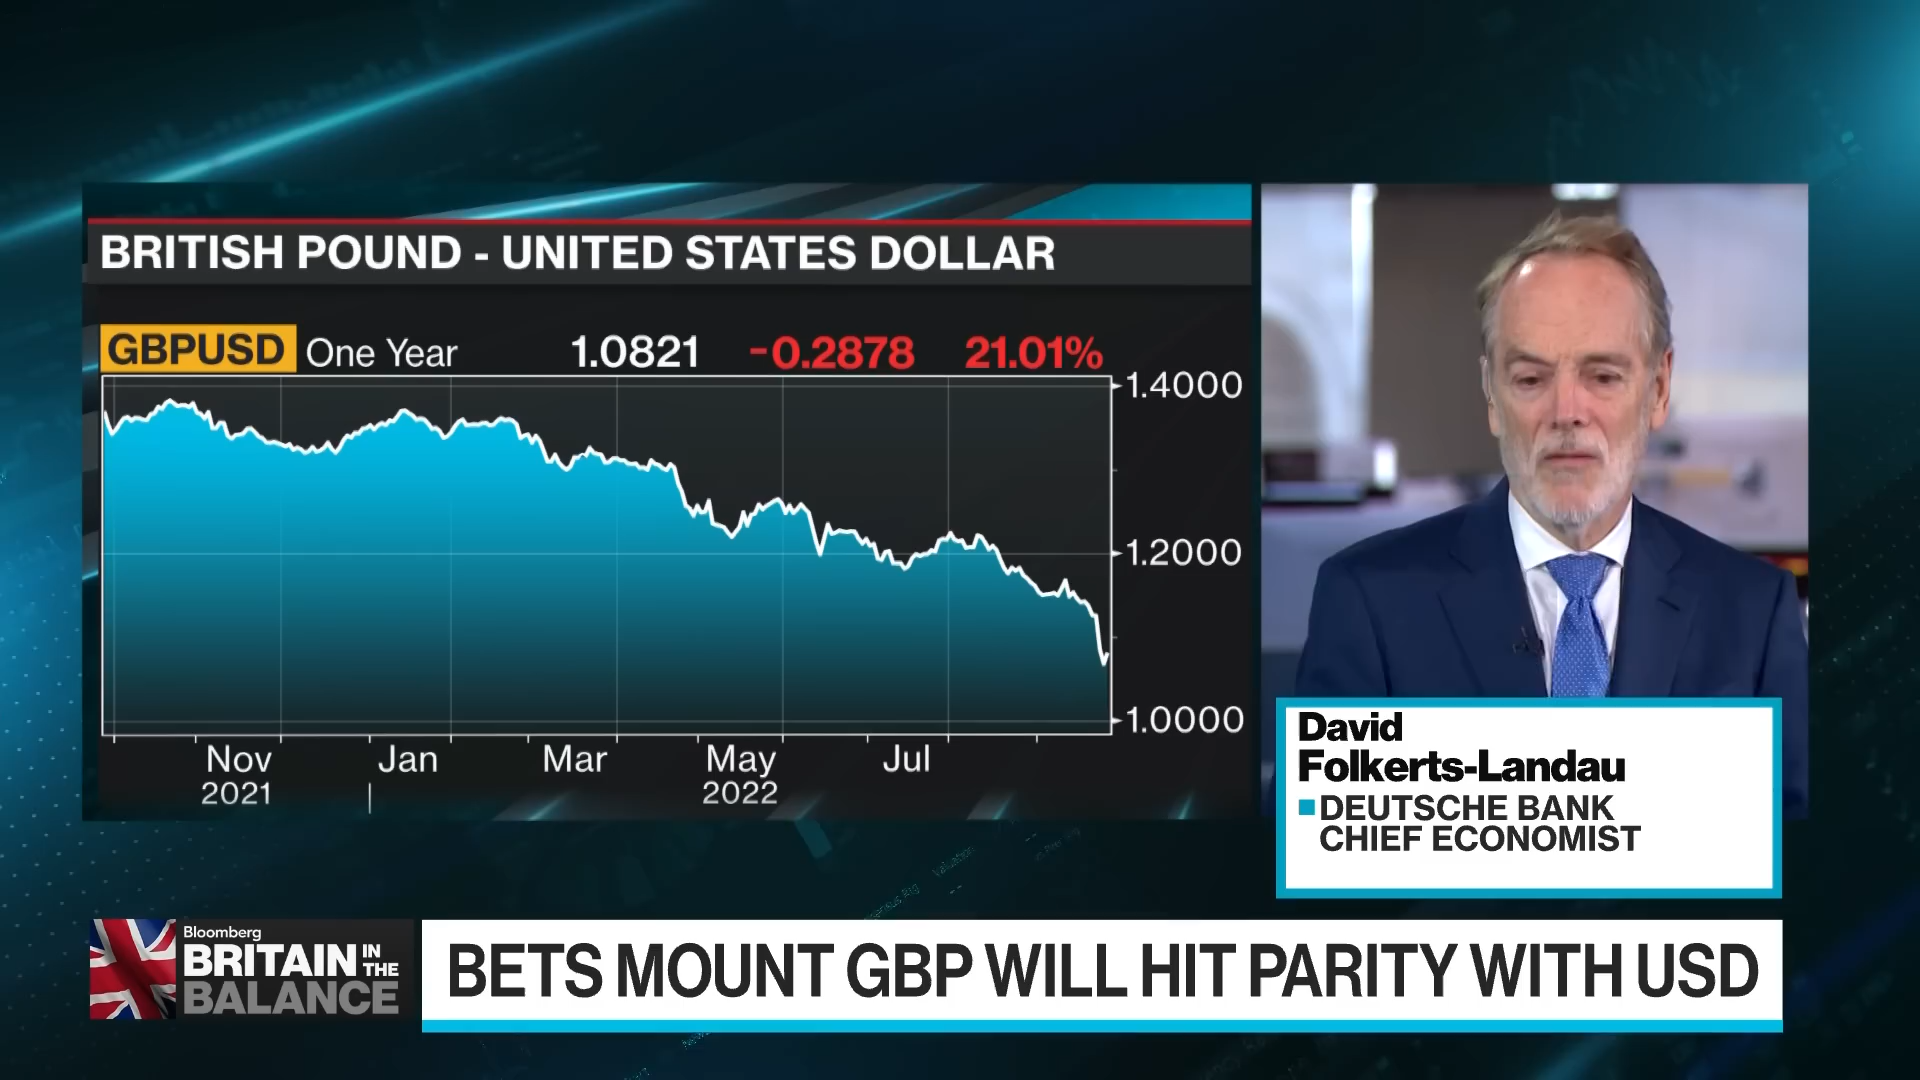 BRITISH POUND - UNITED STATES DOLLAR
GBPUSD One Year 1.0821 -0.2878 21.01%
1.4000
1.2000
1.0000
Nov Jan Mar May Jul
2021 2022
David
Folkerts-Landau
DEUTSCHE BANK
CHIEF ECONOMIST
Bloomberg
BRITAIN IN THE
BALANCE
BETS MOUNT GBP WILL HIT PARITY WITH USD